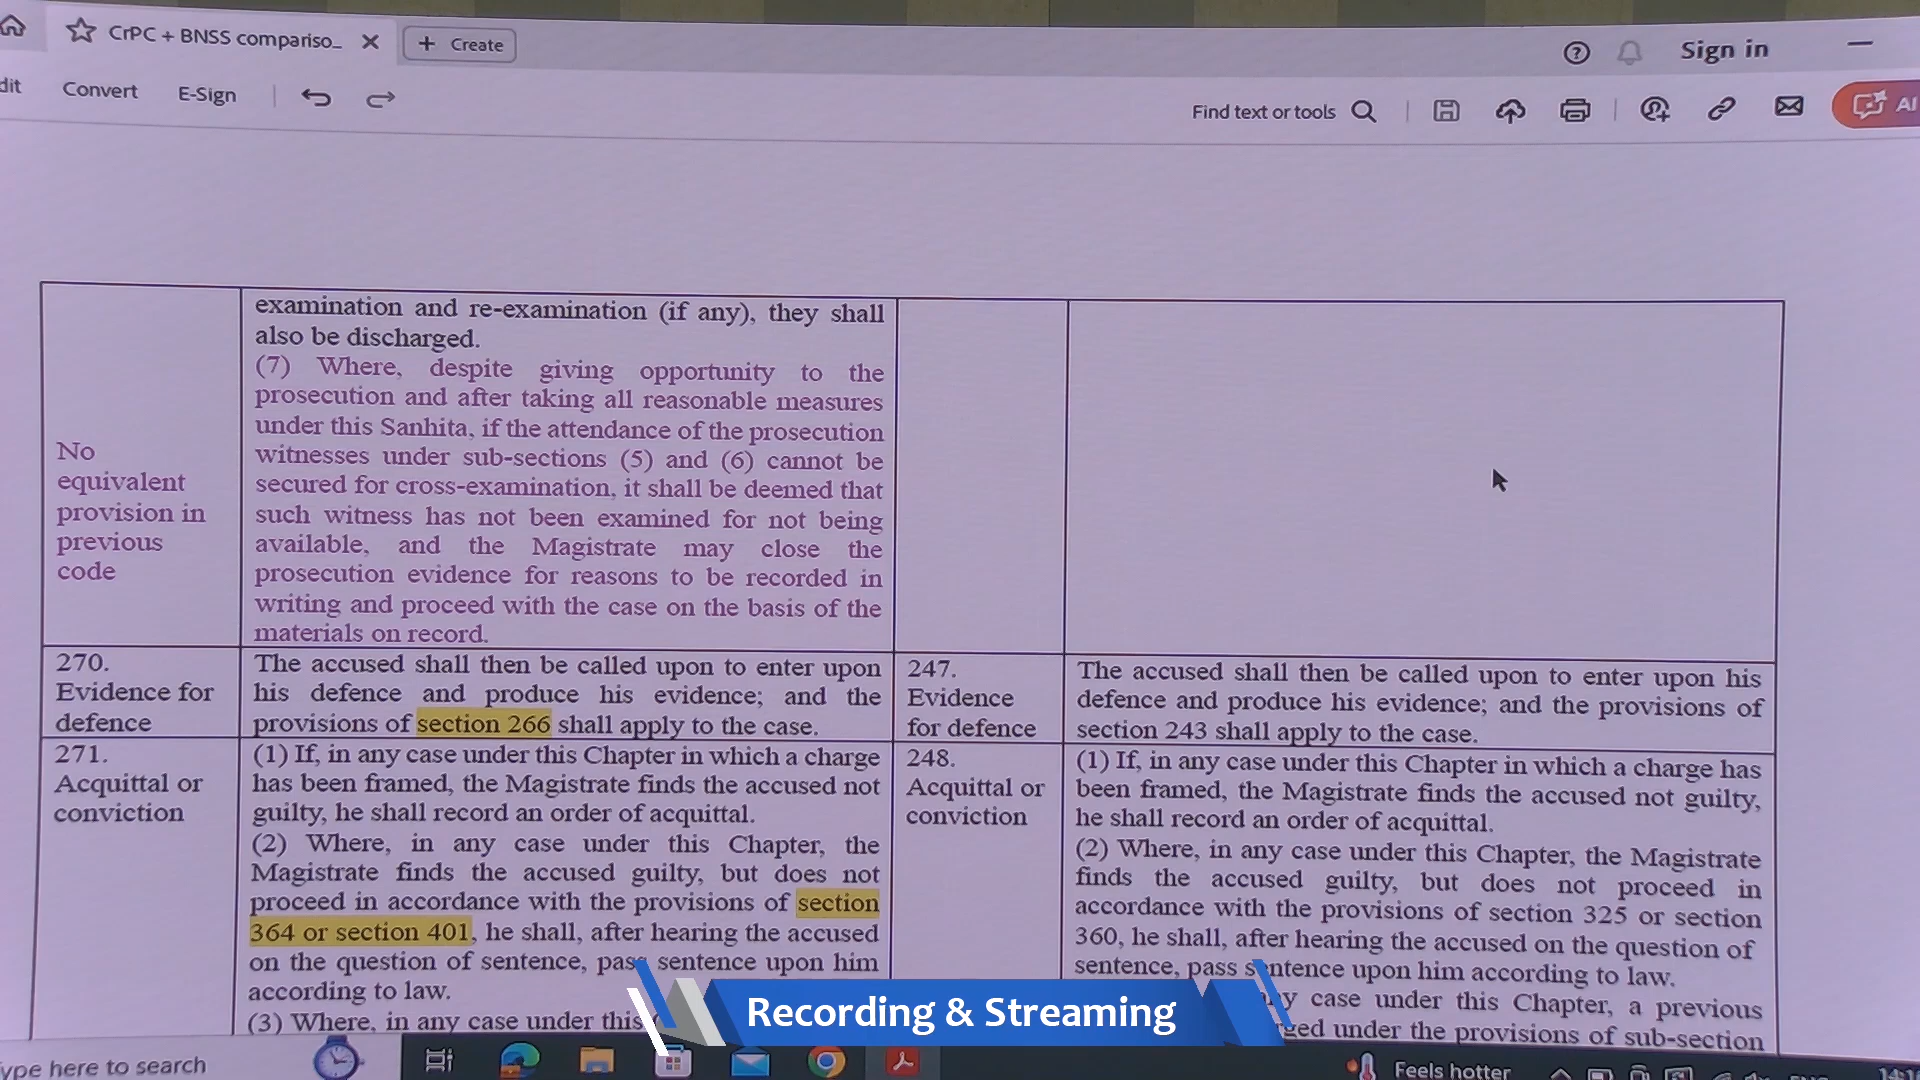 CrPC + BNSS compariso_
Create
Sign in
dit
Convert
E-Sign
Find text or tools
AI
examination and re-examination (if any), they shall
also be discharged.
No
equivalent
provision in
previous
code
(7) Where, despite giving opportunity to the
prosecution and after taking all reasonable measures
under this Sanhita, if the attendance of the prosecution
witnesses under sub-sections (5) and (6) cannot be
secured for cross-examination, it shall be deemed that
such witness has not been examined for not being
available, and the Magistrate may close the
prosecution evidence for reasons to be recorded in
writing and proceed with the case on the basis of the
materials on record.
270.
Evidence for
defence
The accused shall then be called upon to enter upon
his defence and produce his evidence; and the
provisions of section 266 shall apply to the case.
247.
Evidence
for defence
The accused shall then be called upon to enter upon his
defence and produce his evidence; and the provisions of
section 243 shall apply to the case.
271.
Acquittal or
conviction
(1) If, in any case under this Chapter in which a charge
has been framed, the Magistrate finds the accused not
guilty, he shall record an order of acquittal.
(2) Where, in any case under this Chapter, the
Magistrate finds the accused guilty, but does not
proceed in accordance with the provisions of section
364 or section 401, he shall, after hearing the accused
on the question of sentence, pass sentence upon him
according to law.
(3) Where, in any case under this
248.
Acquittal or
conviction
(1) If, in any case under this Chapter in which a charge has
been framed, the Magistrate finds the accused not guilty,
he shall record an order of acquittal.
(2) Where, in any case under this Chapter, the Magistrate
finds the accused guilty, but does not proceed in
accordance with the provisions of section 325 or section
360, he shall, after hearing the accused on the question of
sentence, pass sentence upon him according to law.
ny case under this Chapter, a previous
rged under the provisions of sub-section
Recording & Streaming
ype here to search
Feels hotter